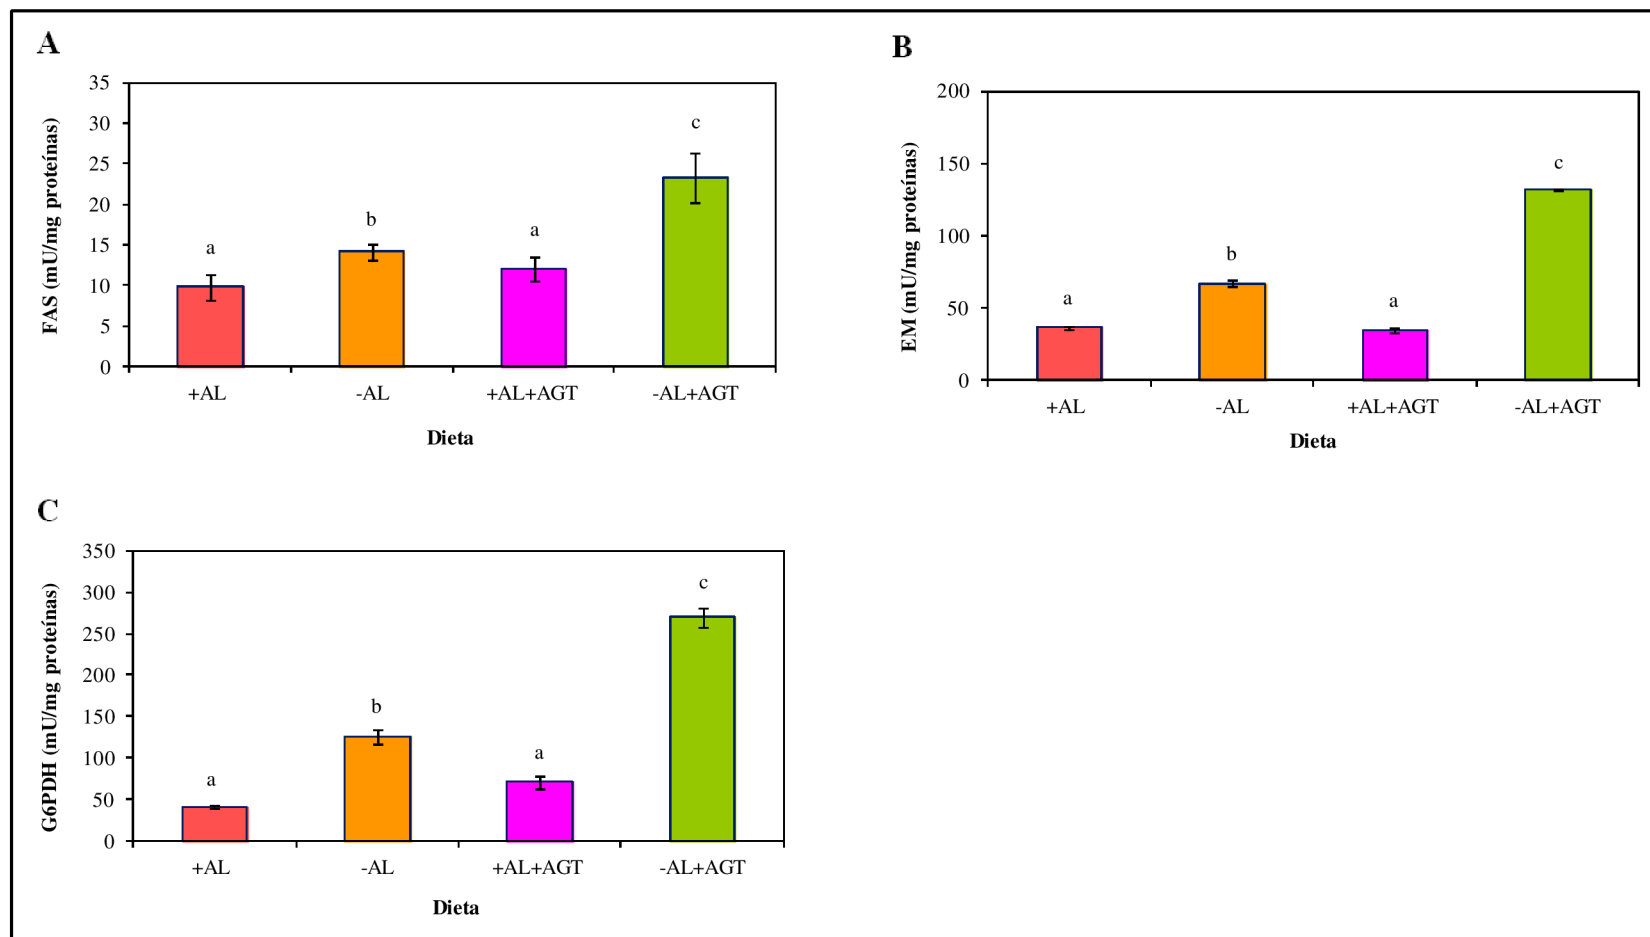 A
FAS (mU/mg proteínas)
35
30
25
20
15
10
5
0
a
b
a
c
+AL -AL +AL+AGT -AL+AGT
Dieta
B
EM (mU/mg proteínas)
200
150
100
50
0
a
b
a
c
+AL -AL +AL+AGT -AL+AGT
Dieta
C
G6PDH (mU/mg proteínas)
350
300
250
200
150
100
50
0
a
b
a
c
+AL -AL +AL+AGT -AL+AGT
Dieta